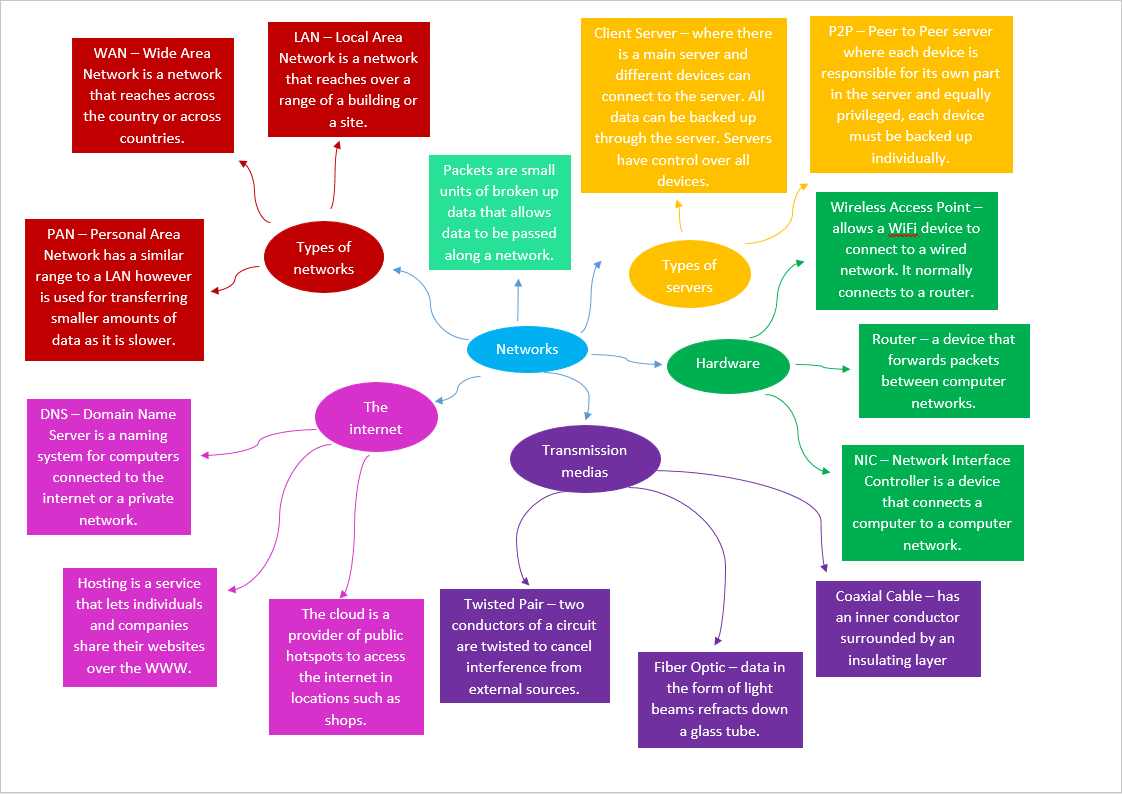 WAN – Wide Area
Network is a network
that reaches across
the country or across
countries.
LAN – Local Area
Network is a network
that reaches over a
range of a building or
a site.
Client Server – where there
is a main server and
different devices can
connect to the server. All
data can be backed up
through the server. Servers
have control over all
devices.
P2P – Peer to Peer server
where each device is
responsible for its own part
in the server and equally
privileged, each device
must be backed up
individually.
Packets are small
units of broken up
data that allows
data to be passed
along a network.
PAN – Personal Area
Network has a similar
range to a LAN however
is used for transferring
smaller amounts of
data as it is slower.
Types of
networks
Types of
servers
Wireless Access Point –
allows a WiFi device to
connect to a wired
network. It normally
connects to a router.
Networks
Hardware
Router – a device that
forwards packets
between computer
networks.
The
internet
DNS – Domain Name
Server is a naming
system for computers
connected to the
internet or a private
network.
Transmission
medias
NIC – Network Interface
Controller is a device
that connects a
computer to a computer
network.
Hosting is a service
that lets individuals
and companies
share their websites
over the WWW.
The cloud is a
provider of public
hotspots to access
the internet in
locations such as
shops.
Twisted Pair – two
conductors of a circuit
are twisted to cancel
interference from
external sources.
Fiber Optic – data in
the form of light
beams refracts down
a glass tube.
Coaxial Cable – has
an inner conductor
surrounded by an
insulating layer